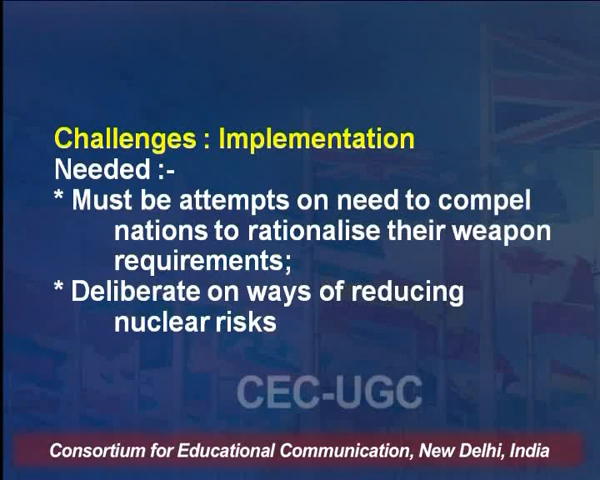 Challenges : Implementation
Needed :-
* Must be attempts on need to compel
nations to rationalise their weapon
requirements;
* Deliberate on ways of reducing
nuclear risks
CEC-UGC
Consortium for Educational Communication, New Delhi, India